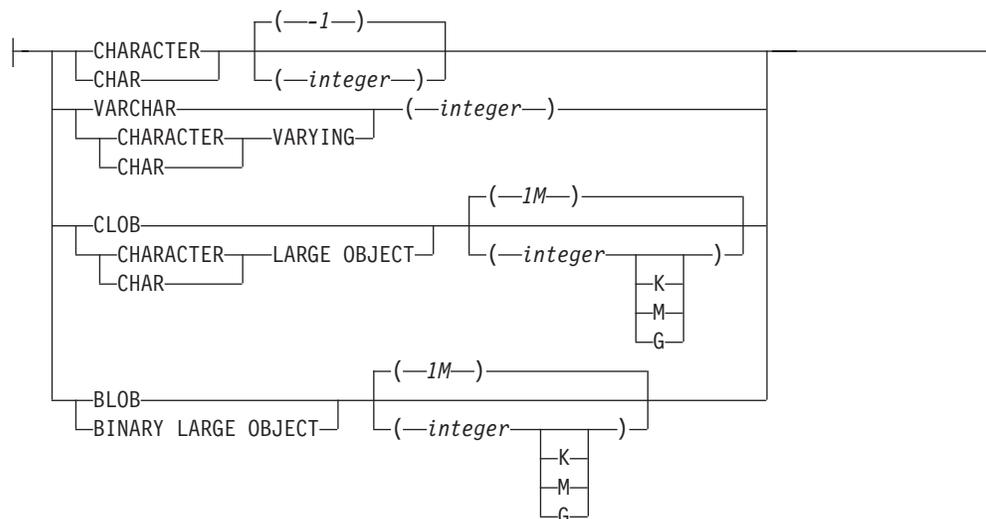 ( -1 )
CHARACTER
CHAR ( integer )
VARCHAR ( integer )
CHARACTER VARYING
CHAR
( 1M )
CLOB
CHARACTER LARGE OBJECT ( integer )
CHAR K
M
G
( 1M )
BLOB
BINARY LARGE OBJECT ( integer )
K
M
G